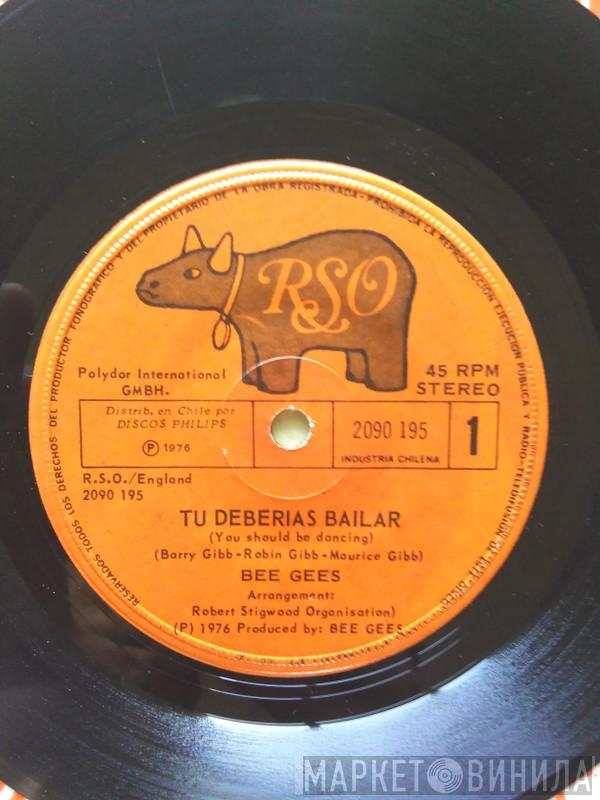 RESERVADOS TODOS LOS DERECHOS DEL PRODUCTOR FONOGRAFICO Y DEL PROPIETARIO DE LA OBRA REGISTRADA-PROHIBIDA LA REPRODUCCION EJECUCION PUBLICA Y RADIO-TELEDIFUSION
RSO
Polydor International
GMBH.
45 RPM
STEREO
Distrib. en Chile por
DISCOS PHILIPS
Ⓟ 1976
2090 195
INDUSTRIA CHILENA
1
R.S.O./England
2090 195
TU DEBERIAS BAILAR
(You should be dancing)
(Barry Gibb-Robin Gibb-Maurice Gibb)
BEE GEES
Arrangement:
Robert Stigwood Organisation)
(P) 1976 Produced by: BEE GEES
МАРКЕТ ВИНИЛА